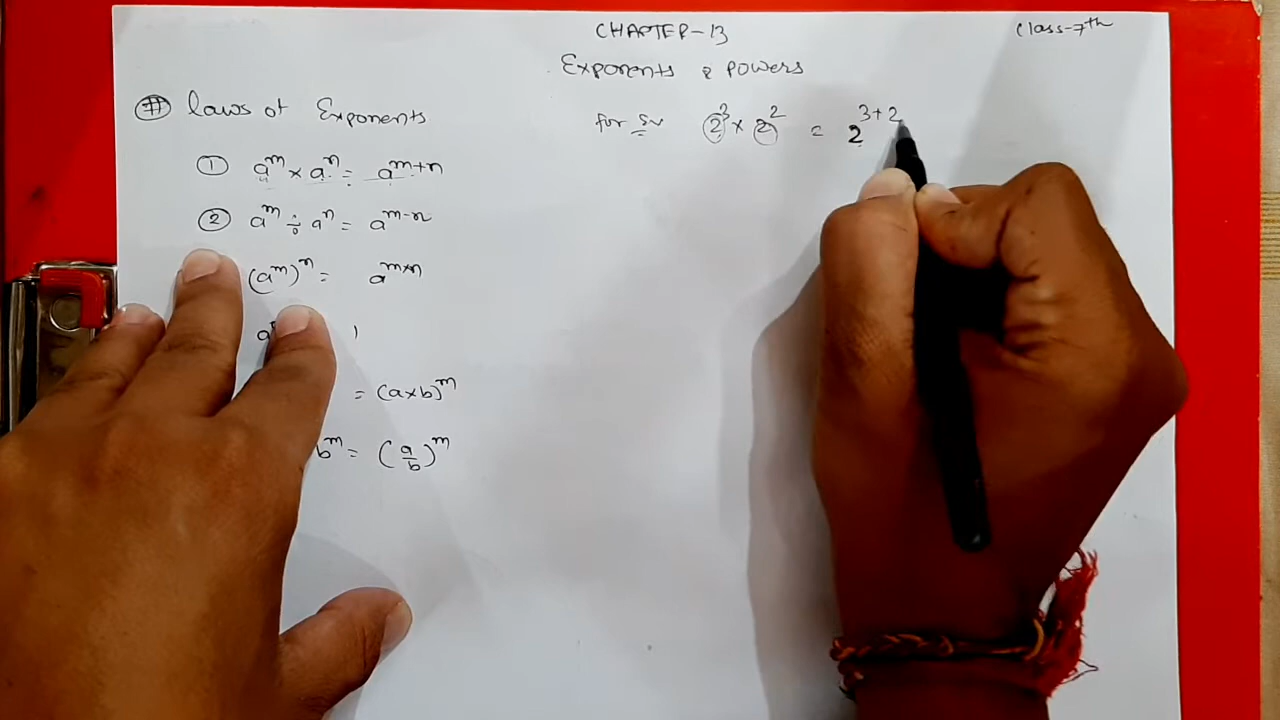 CHAPTER-13
Class-7th
Exponents & Powers
# Laws of Exponents
for Ex 2³ × 2² = 2³⁺²
① aᵐ × aⁿ = aᵐ⁺ⁿ
② aᵐ ÷ aⁿ = aᵐ⁻ⁿ
(aᵐ)ⁿ = aᵐˣⁿ
a 1
= (a×b)ᵐ
bᵐ = (a/b)ᵐ